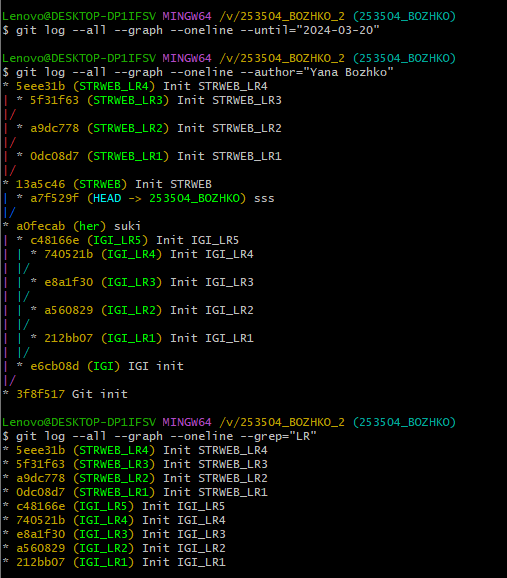 Lenovo@DESKTOP-DP1IFSV MINGW64 /v/253504_BOZHKO_2 (253504_BOZHKO)
$ git log --all --graph --oneline --until="2024-03-20"

Lenovo@DESKTOP-DP1IFSV MINGW64 /v/253504_BOZHKO_2 (253504_BOZHKO)
$ git log --all --graph --oneline --author="Yana Bozhko"
* 5eee31b (STRWEB_LR4) Init STRWEB_LR4
| * 5f31f63 (STRWEB_LR3) Init STRWEB_LR3
|/
| * a9dc778 (STRWEB_LR2) Init STRWEB_LR2
|/
| * 0dc08d7 (STRWEB_LR1) Init STRWEB_LR1
|/
* 13a5c46 (STRWEB) Init STRWEB
| * a7f529f (HEAD -> 253504_BOZHKO) sss
|/
* a0fecab (her) suki
| * c48166e (IGI_LR5) Init IGI_LR5
| | * 740521b (IGI_LR4) Init IGI_LR4
| |/
| | * e8a1f30 (IGI_LR3) Init IGI_LR3
| |/
| | * a560829 (IGI_LR2) Init IGI_LR2
| |/
| | * 212bb07 (IGI_LR1) Init IGI_LR1
| |/
| * e6cb08d (IGI) IGI init
|/
* 3f8f517 Git init

Lenovo@DESKTOP-DP1IFSV MINGW64 /v/253504_BOZHKO_2 (253504_BOZHKO)
$ git log --all --graph --oneline --grep="LR"
* 5eee31b (STRWEB_LR4) Init STRWEB_LR4
* 5f31f63 (STRWEB_LR3) Init STRWEB_LR3
* a9dc778 (STRWEB_LR2) Init STRWEB_LR2
* 0dc08d7 (STRWEB_LR1) Init STRWEB_LR1
* c48166e (IGI_LR5) Init IGI_LR5
* 740521b (IGI_LR4) Init IGI_LR4
* e8a1f30 (IGI_LR3) Init IGI_LR3
* a560829 (IGI_LR2) Init IGI_LR2
* 212bb07 (IGI_LR1) Init IGI_LR1